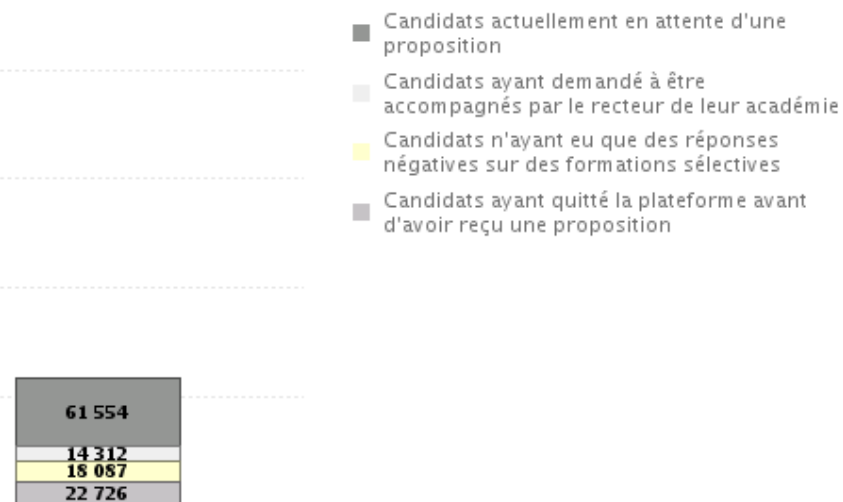 Candidats actuellement en attente d'une
proposition
Candidats ayant demandé à être
accompagnés par le recteur de leur académie
Candidats n'ayant eu que des réponses
négatives sur des formations sélectives
Candidats ayant quitté la plateforme avant
d'avoir reçu une proposition
61 554
14 312
18 087
22 726